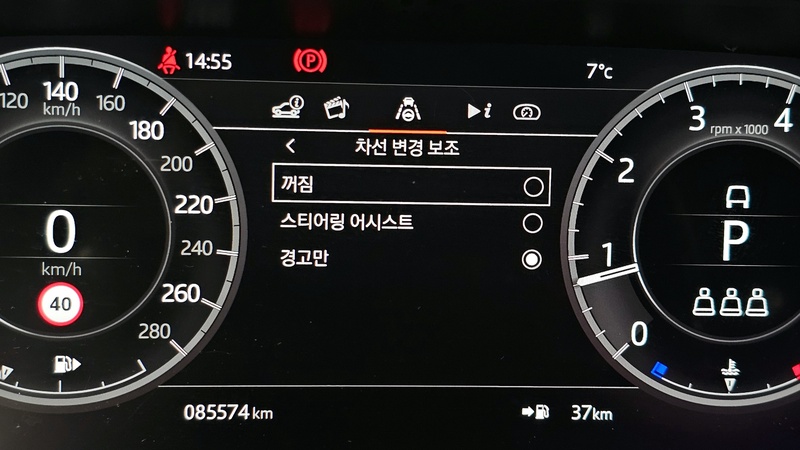 14:55
P
7°c
120
140
160
km/h
180
200
220
240
260
280
0
km/h
40
i
i
차선 변경 보조
꺼짐
스티어링 어시스트
경고만
4
3
rpm x 1000
2
1
0
P
085574 km
37km